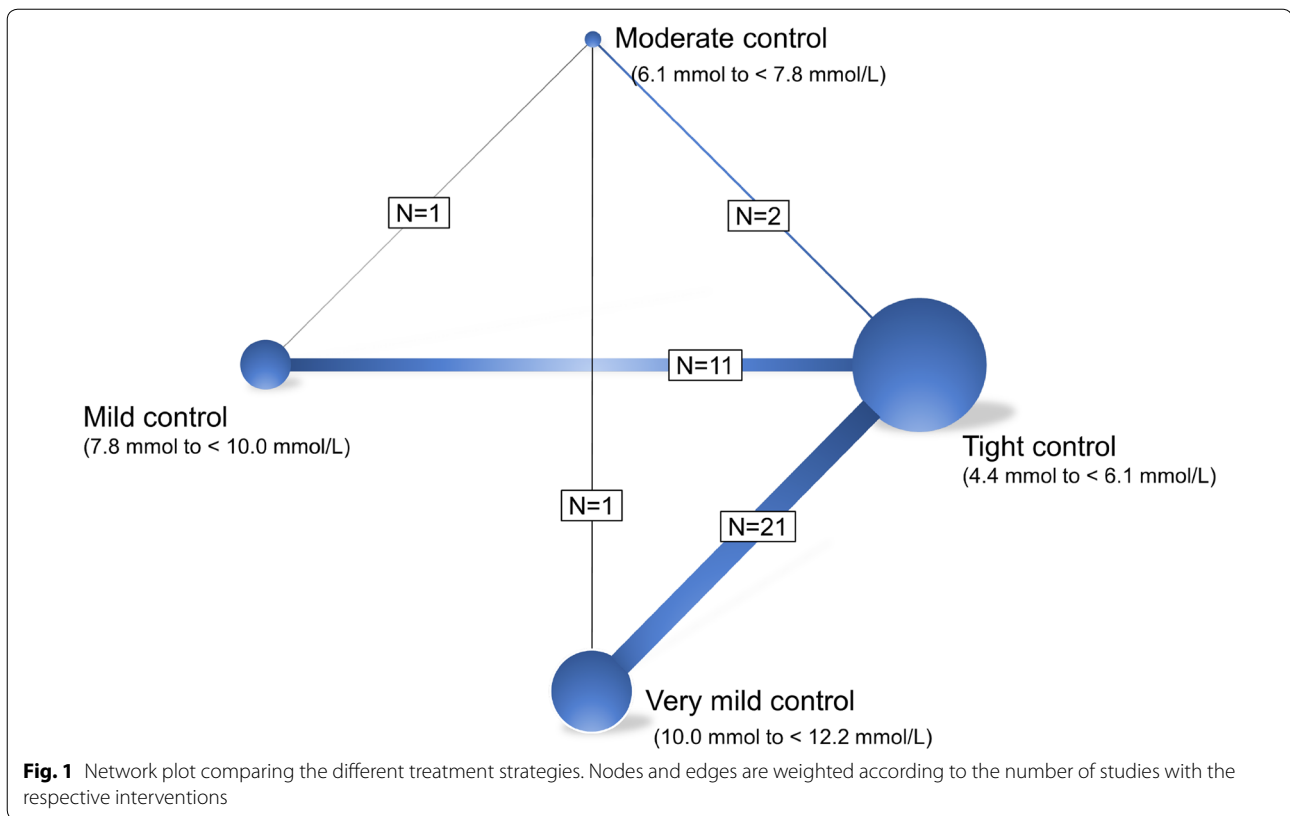 Moderate control
(6.1 mmol to < 7.8 mmol/L)
N=1
N=2
N=11
Mild control
(7.8 mmol to < 10.0 mmol/L)
Tight control
(4.4 mmol to < 6.1 mmol/L)
N=1
N=21
Very mild control
(10.0 mmol to < 12.2 mmol/L)
Fig. 1 Network plot comparing the different treatment strategies. Nodes and edges are weighted according to the number of studies with the
respective interventions